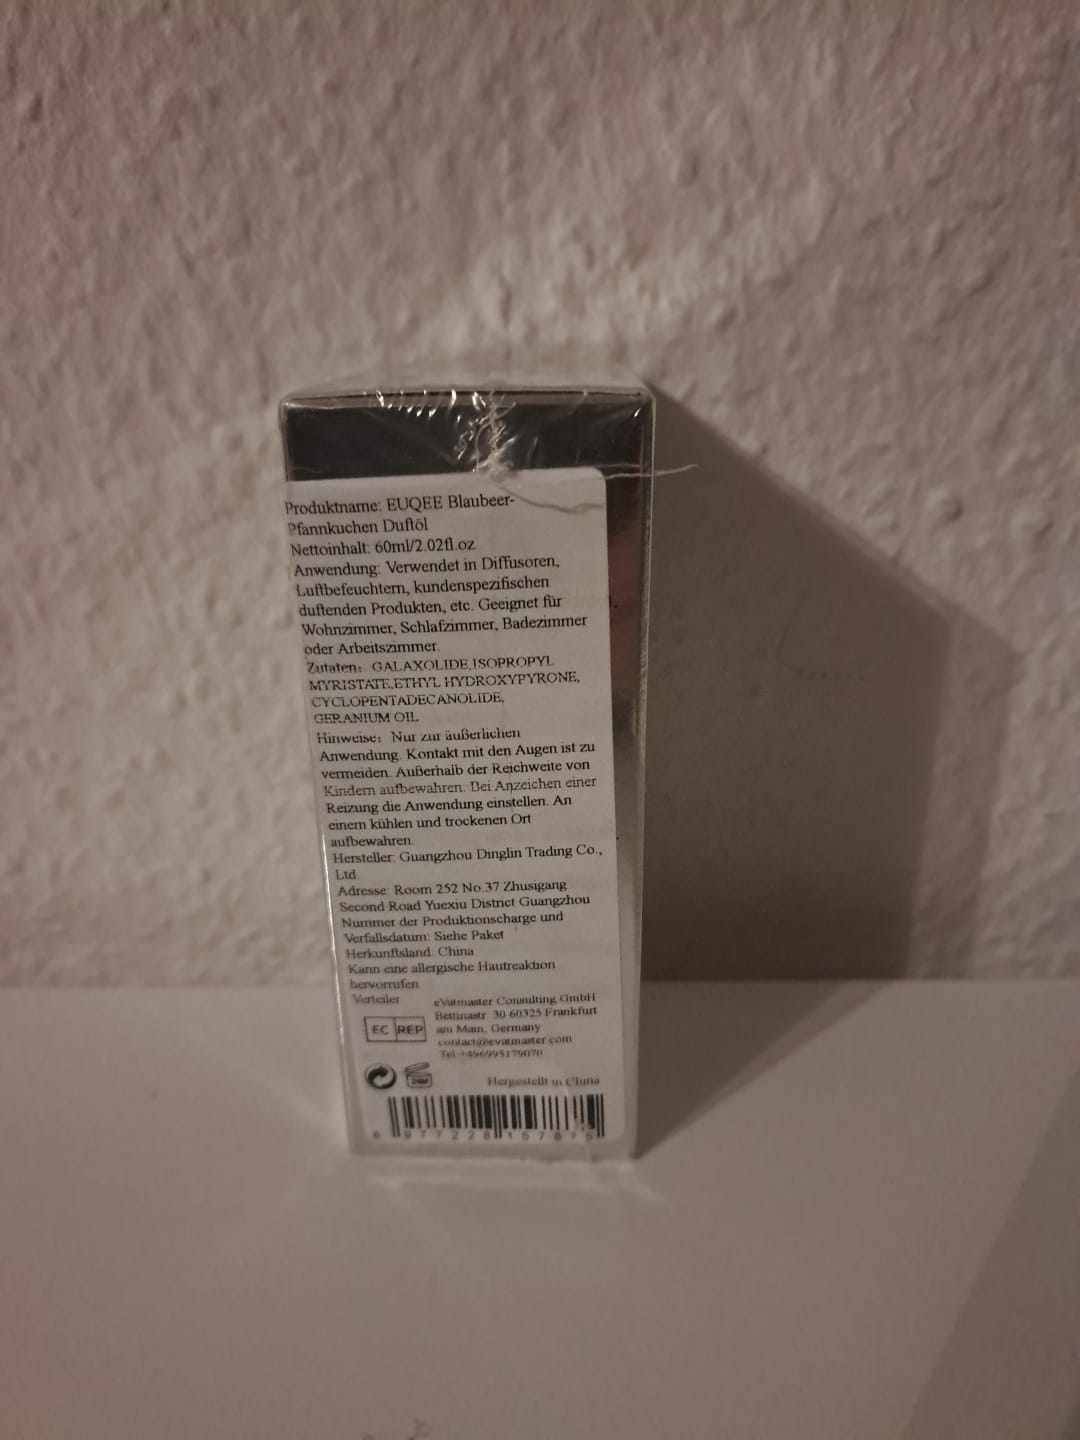 Produktname: EUQEE Blaubeer-
Pfannkuchen Duftöl
Nettoinhalt: 60ml/2.02fl.oz
Anwendung: Verwendet in Diffusoren,
Luftbefeuchtern, kundenspezifischen
duftenden Produkten, etc. Geeignet für
Wohnzimmer, Schlafzimmer, Badezimmer
oder Arbeitszimmer.
Zutaten: GALAXOLIDE,ISOPROPYL
MYRISTATE,ETHYL HYDROXYPYRONE,
CYCLOPENTADECANOLIDE,
GERANIUM OIL
Hinweise: Nur zur äußerlichen
Anwendung. Kontakt mit den Augen ist zu
vermeiden. Außerhalb der Reichweite von
Kindern aufbewahren. Bei Anzeichen einer
Reizung die Anwendung einstellen. An
einem kühlen und trockenen Ort
aufbewahren.
Hersteller: Guangzhou Dinglin Trading Co.,
Ltd.
Adresse: Room 252 No.37 Zhusigang
Second Road Yuexiu District Guangzhou
Nummer der Produktionscharge und
Verfallsdatum: Siehe Paket
Herkunftsland: China
Kann eine allergische Hautreaktion
hervorrufen
Verteiler
EC REP
eVatmaster Consulting GmbH
Bettinastr. 30 60325 Frankfurt
am Main, Germany
contact@evatmaster.com
Tel:+496995179070
24M
Hergestellt in China
6 977228 157875